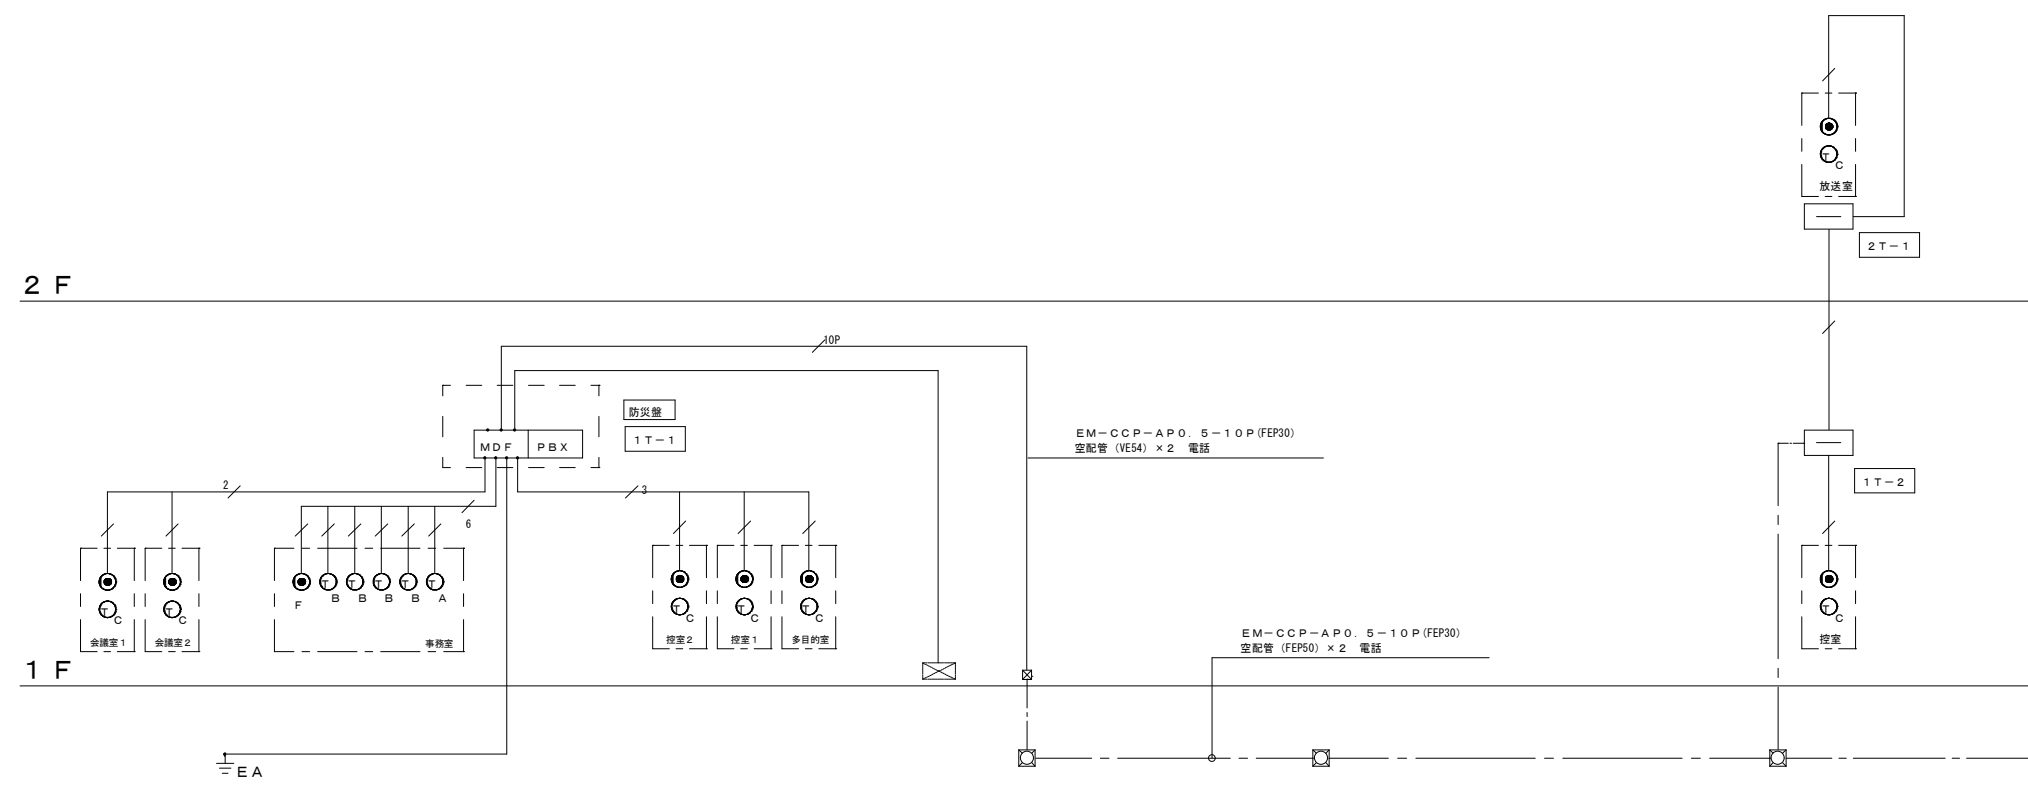 T
C
放送室
2T-1
2 F
10P
防災盤
MDF
PBX
1T-1
EM-CCP-AP0.5-10P(FEP30)
空配管（VE54）×2　電話
1T-2
2
3
6
T
C
会議室1
T
C
会議室2
F
T
B
T
B
T
B
T
B
T
A
事務室
T
C
控室2
T
C
控室1
T
C
多目的室
T
C
控室
EM-CCP-AP0.5-10P(FEP30)
空配管（FEP50）×2　電話
1 F
EA